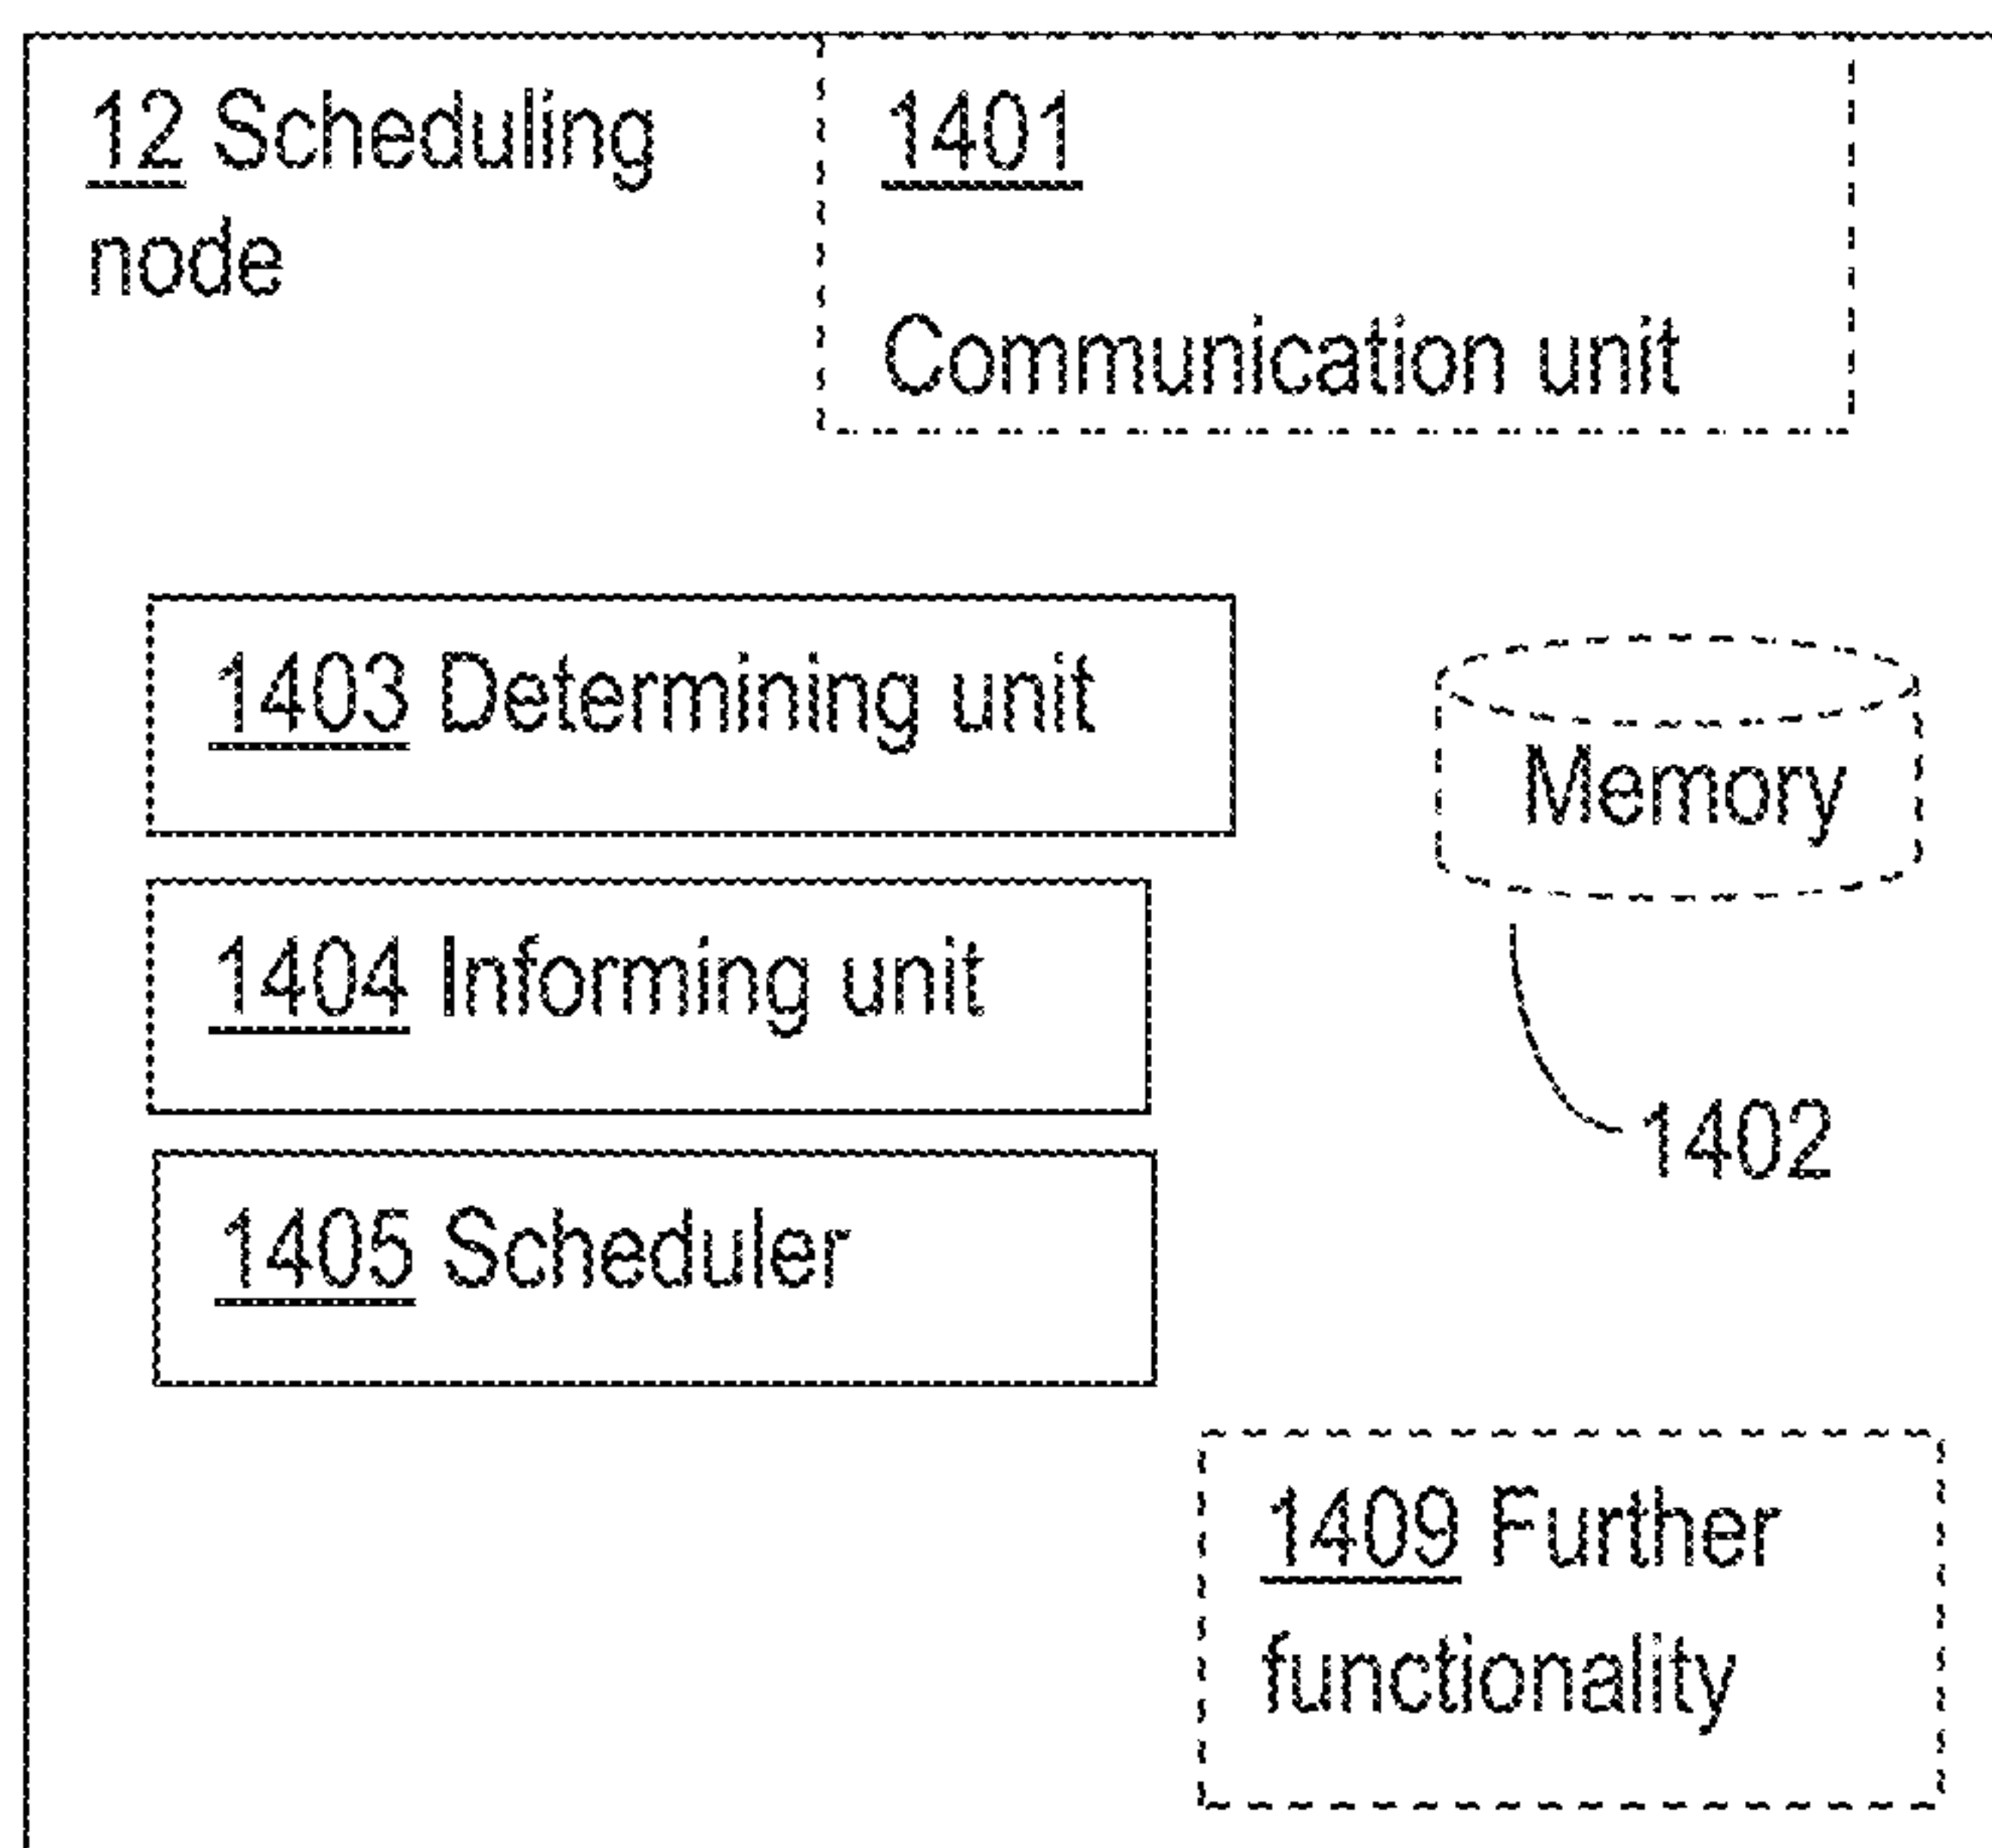 12 Scheduling
node
1401
Communication unit
1403 Determining unit
Memory
1404 Informing unit
1402
1405 Scheduler
1409 Further
functionality